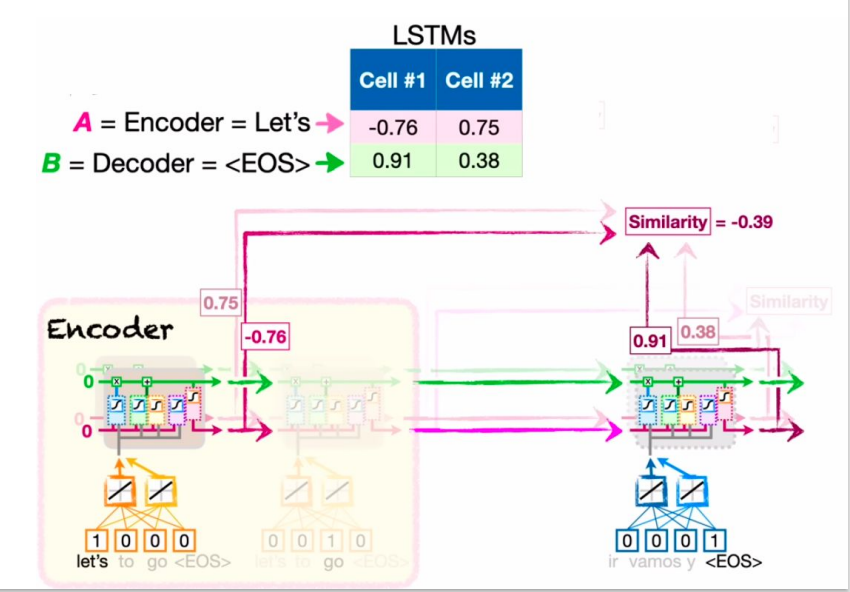 LSTMs
Cell #1 Cell #2
A = Encoder = Let's -0.76 0.75
B = Decoder = <EOS> 0.91 0.38
Similarity = -0.39
0.75
Similarity
Encoder
-0.76
0.91
0.38
0
0
0
0
1 0 0 0
let's to go <EOS>
0 0 1 0
let's to go <EOS>
0 0 0 1
ir vamos y <EOS>